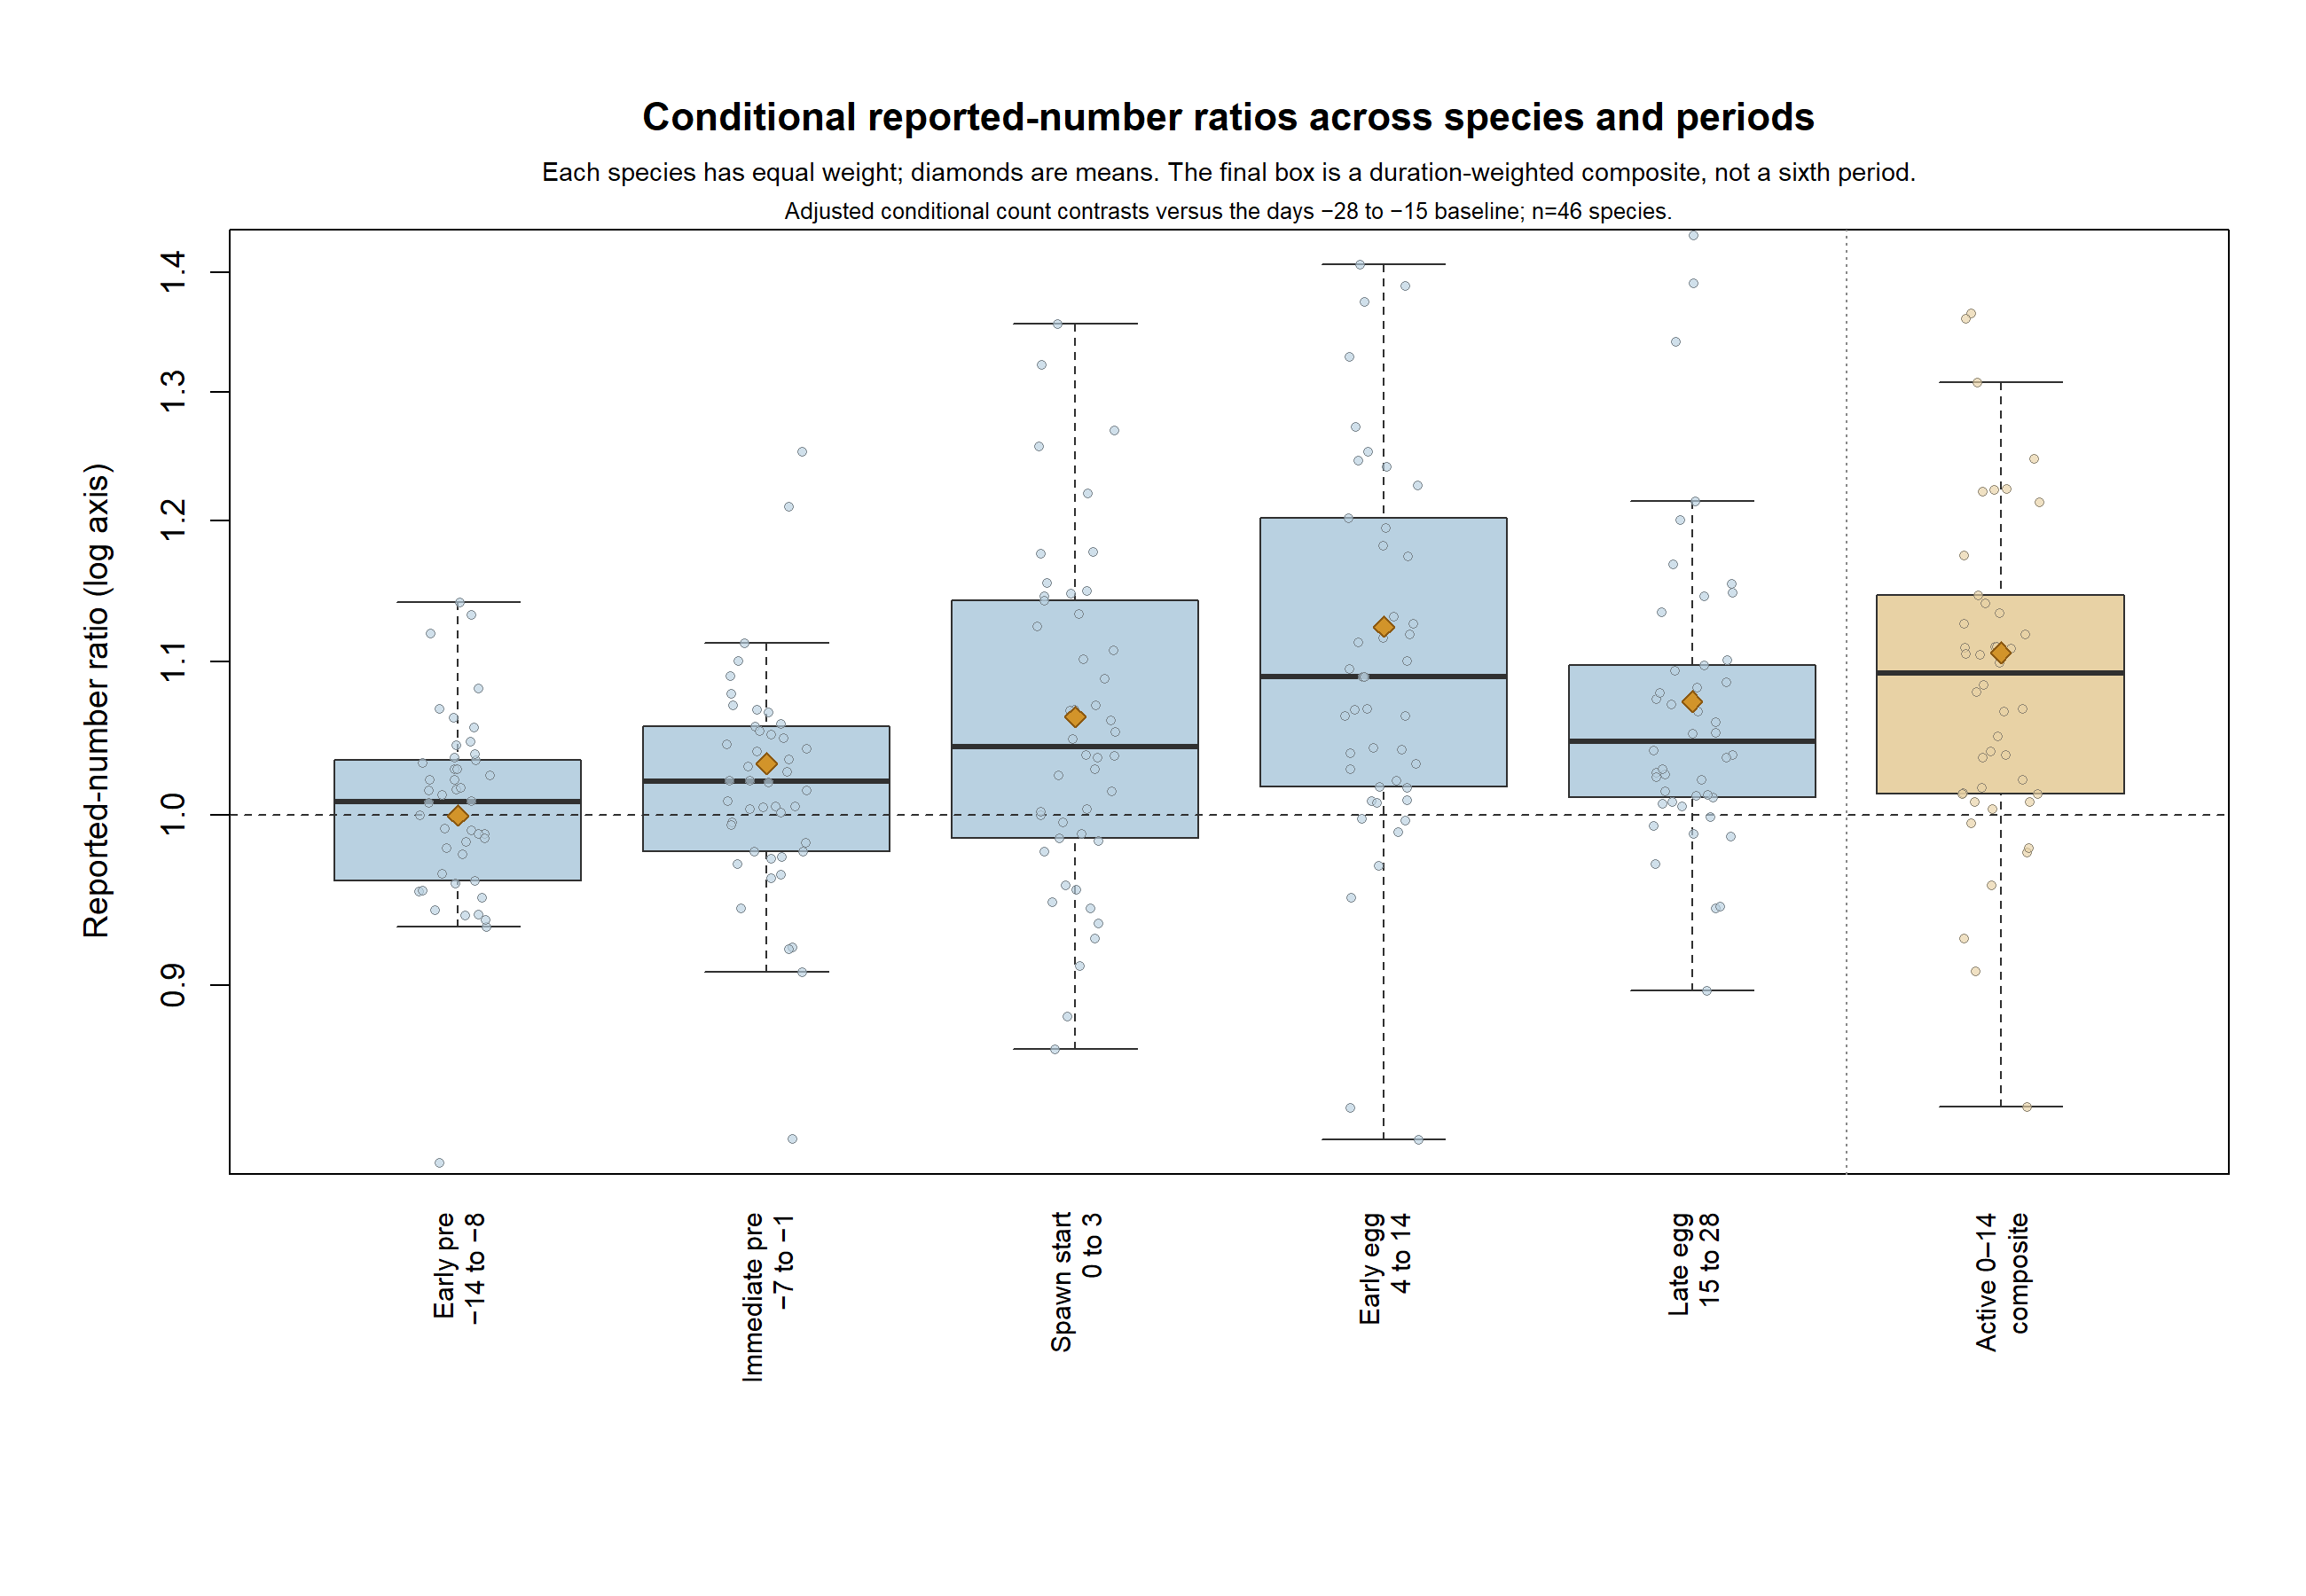 Conditional reported-number ratios across species and periods
Each species has equal weight; diamonds are means. The final box is a duration-weighted composite, not a sixth period.
Adjusted conditional count contrasts versus the days −28 to −15 baseline; n=46 species.
Reported-number ratio (log axis)
1.4
1.3
1.2
1.1
1.0
0.9
Early pre
−14 to −8
Immediate pre
−7 to −1
Spawn start
0 to 3
Early egg
4 to 14
Late egg
15 to 28
Active 0–14
composite